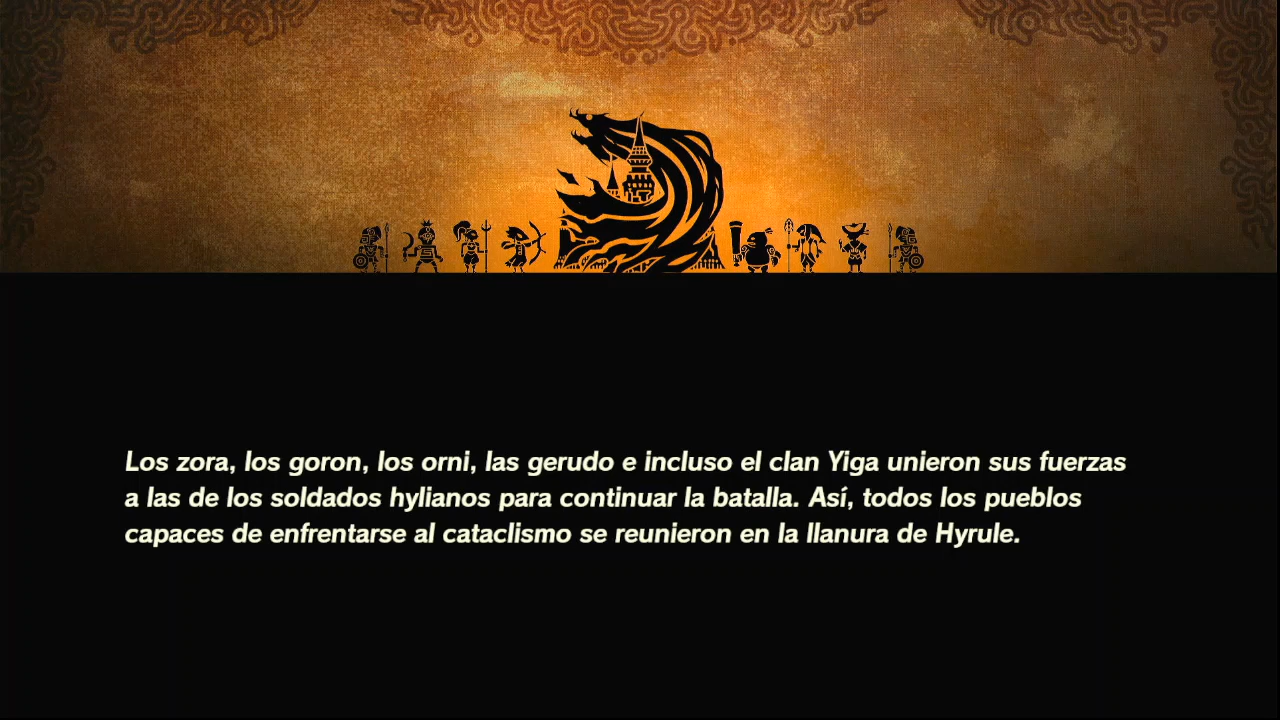 Los zora, los goron, los orni, las gerudo e incluso el clan Yiga unieron sus fuerzas
a las de los soldados hylianos para continuar la batalla. Así, todos los pueblos
capaces de enfrentarse al cataclismo se reunieron en la llanura de Hyrule.